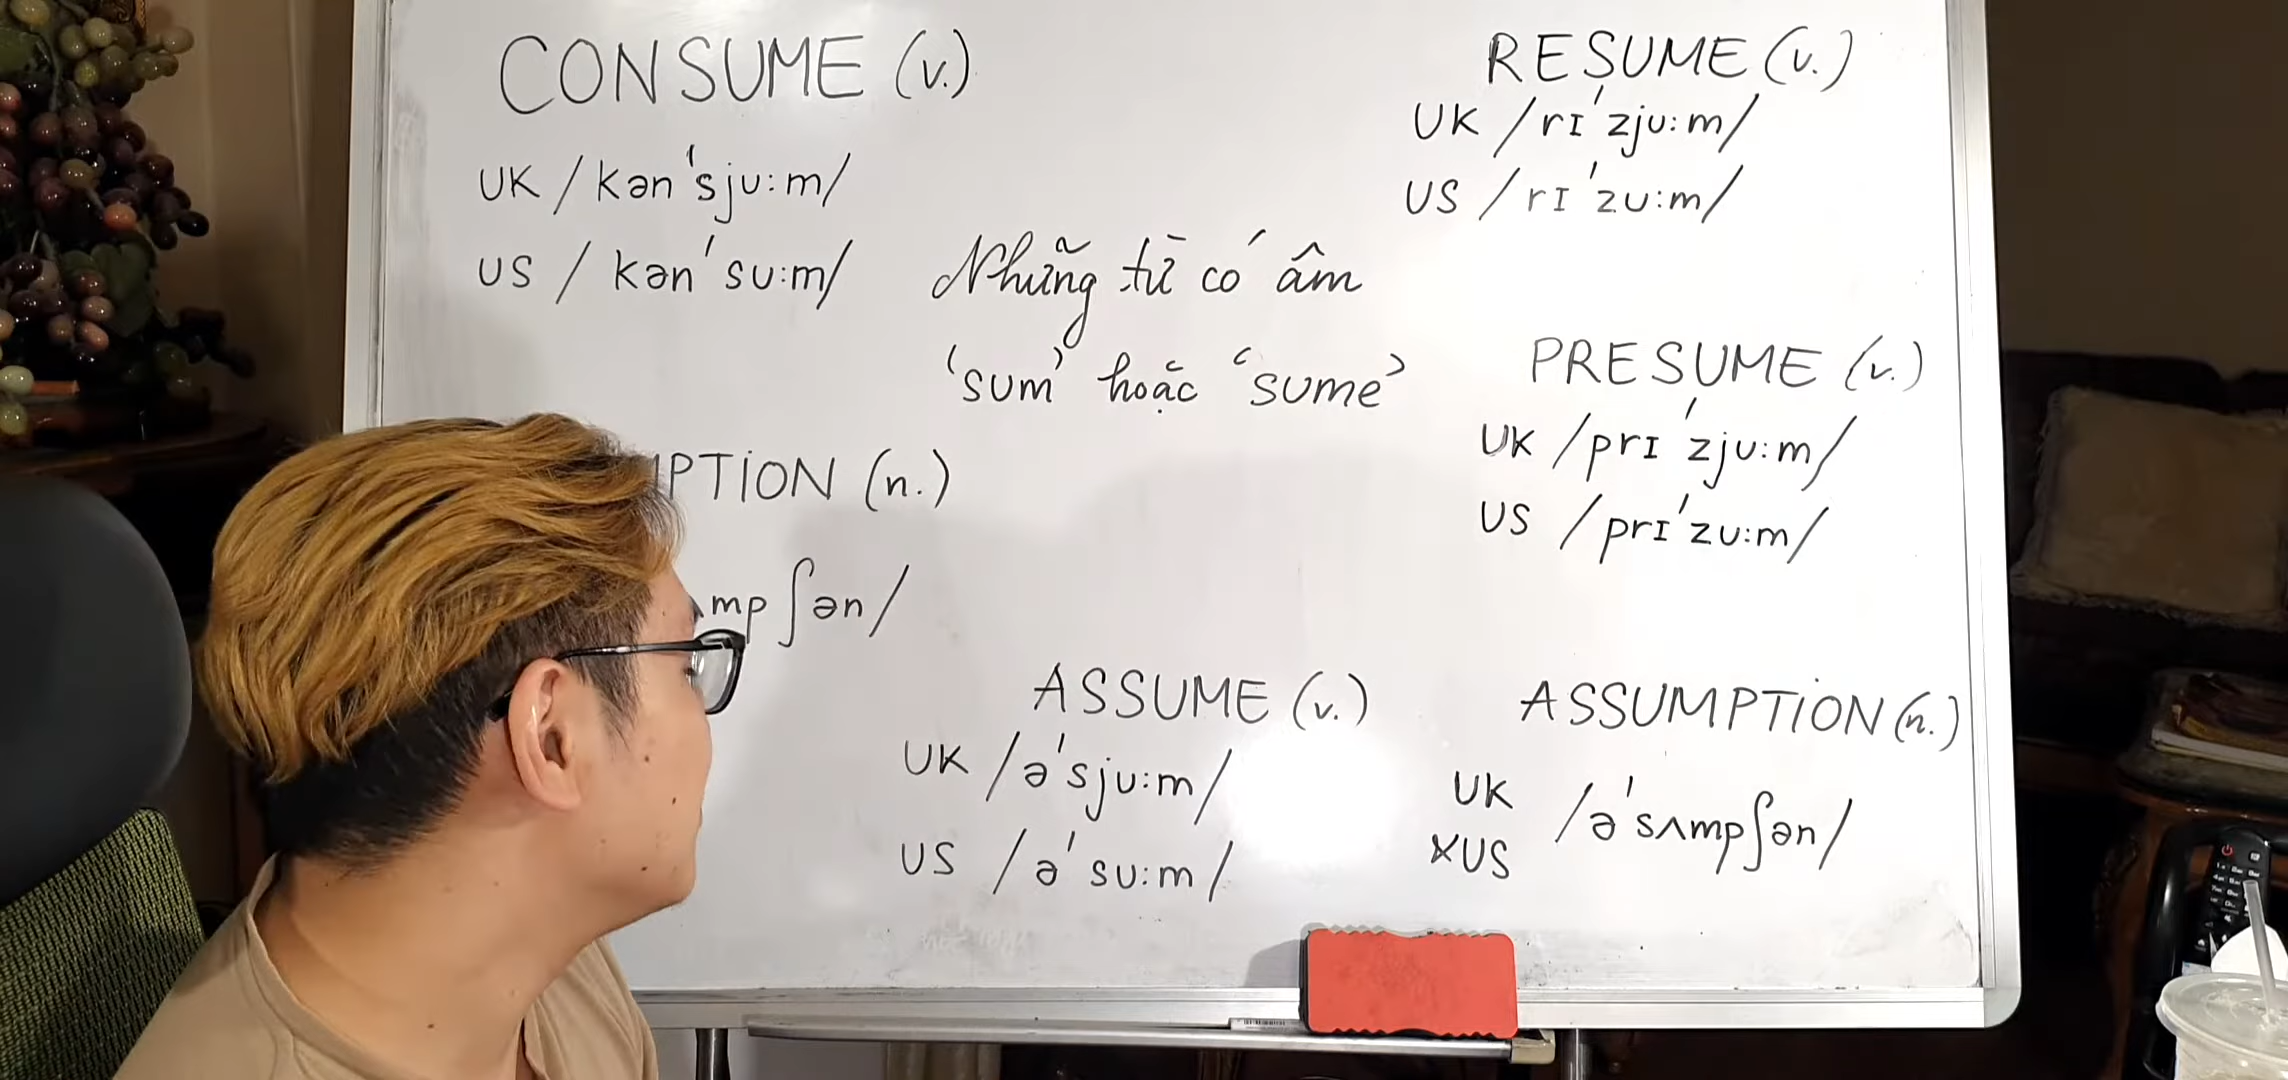 CONSUME (v.)
UK /kən'sju:m/
US /kən'su:m/
Những từ có âm
'sum' hoặc 'sume'
PTION (n.)
mpʃən/
RESUME (v.)
UK /rɪ'zju:m/
US /rɪ'zu:m/
PRESUME (v.)
UK /prɪ'zju:m/
US /prɪ'zu:m/
ASSUME (v.)
UK /ə'sju:m/
US /ə'su:m/
ASSUMPTION (n.)
UK
US
/ə'sʌmpʃən/